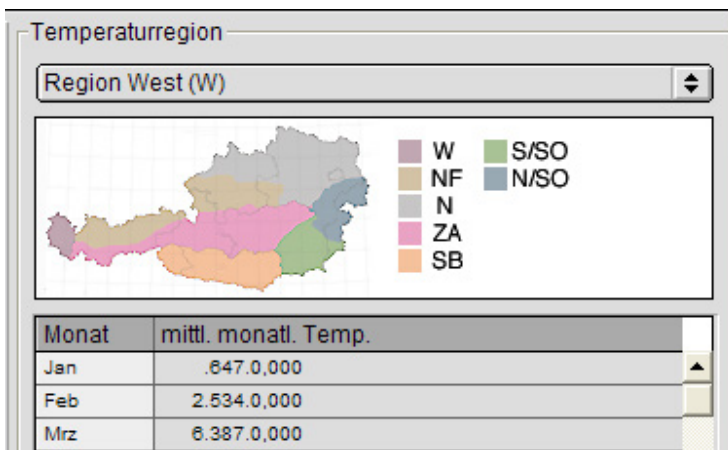 Temperaturregion
Region West (W)
W S/SO
NF N/SO
N
ZA
SB
Monat mittl. monatl. Temp.
Jan .647.0,000
Feb 2.534.0,000
Mrz 6.387.0,000